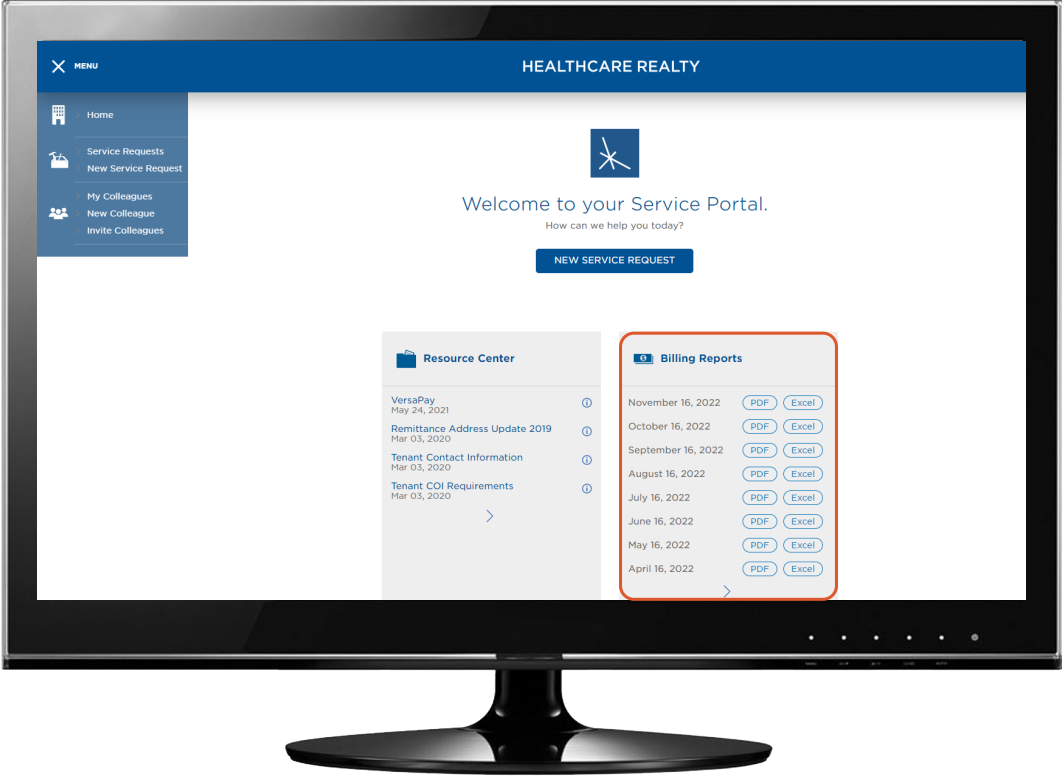 MENU
HEALTHCARE REALTY
Home
Service Requests
New Service Request
My Colleagues
New Colleague
Invite Colleagues
Welcome to your Service Portal.
How can we help you today?
NEW SERVICE REQUEST
Resource Center
VersaPay
May 24, 2021
Remittance Address Update 2019
Mar 03, 2020
Tenant Contact Information
Mar 03, 2020
Tenant COI Requirements
Mar 03, 2020
Billing Reports
November 16, 2022 PDF Excel
October 16, 2022 PDF Excel
September 16, 2022 PDF Excel
August 16, 2022 PDF Excel
July 16, 2022 PDF Excel
June 16, 2022 PDF Excel
May 16, 2022 PDF Excel
April 16, 2022 PDF Excel